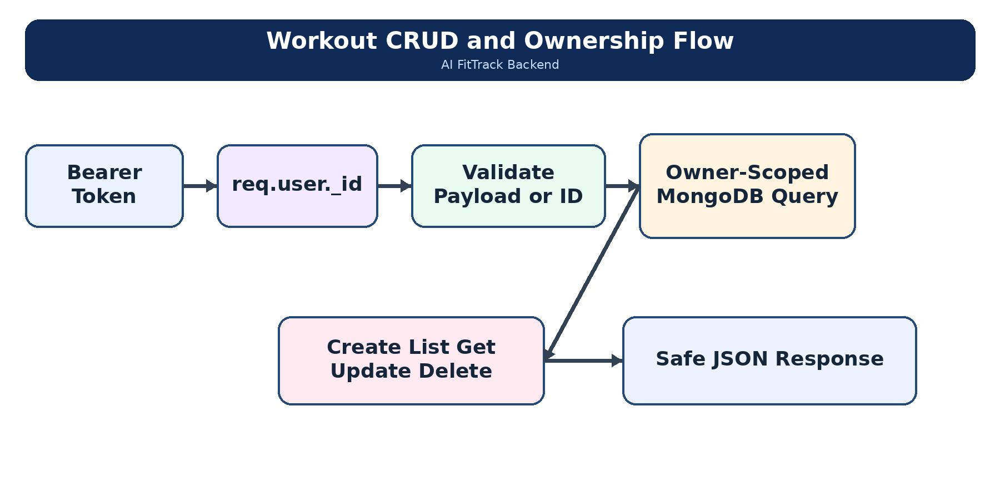 Workout CRUD and Ownership Flow
AI FitTrack Backend
Bearer
Token
req.user._id
Validate
Payload or ID
Owner-Scoped
MongoDB Query
Create List Get
Update Delete
Safe JSON Response